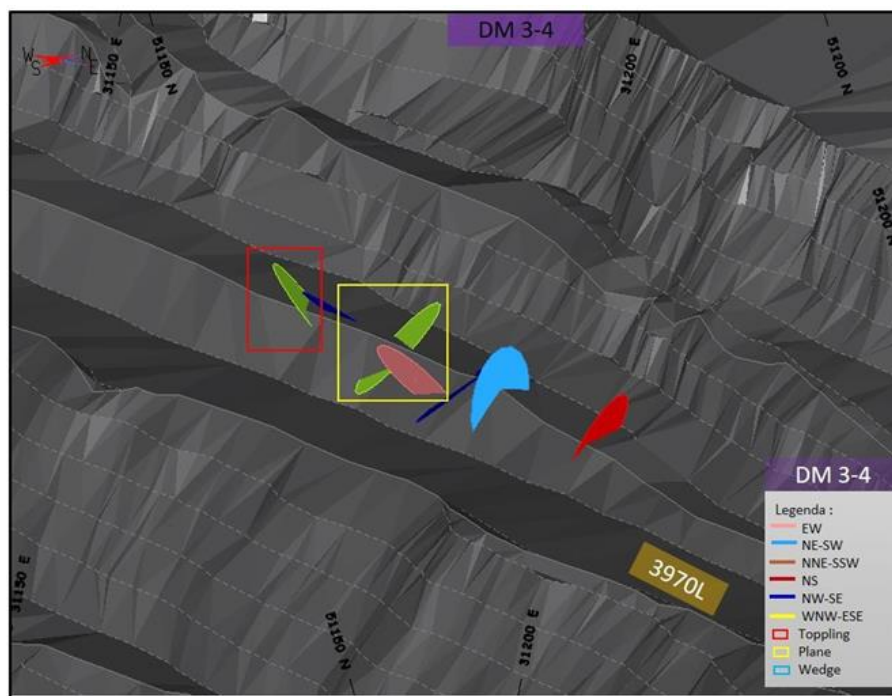 DM 3-4
W
N
S
E
31150 E
51150 N
31200 E
51200 N
51200 N
3970L
31150 E
51150 N
31200 E
DM 3-4
Legenda :
EW
NE-SW
NNE-SSW
NS
NW-SE
WNW-ESE
Toppling
Plane
Wedge